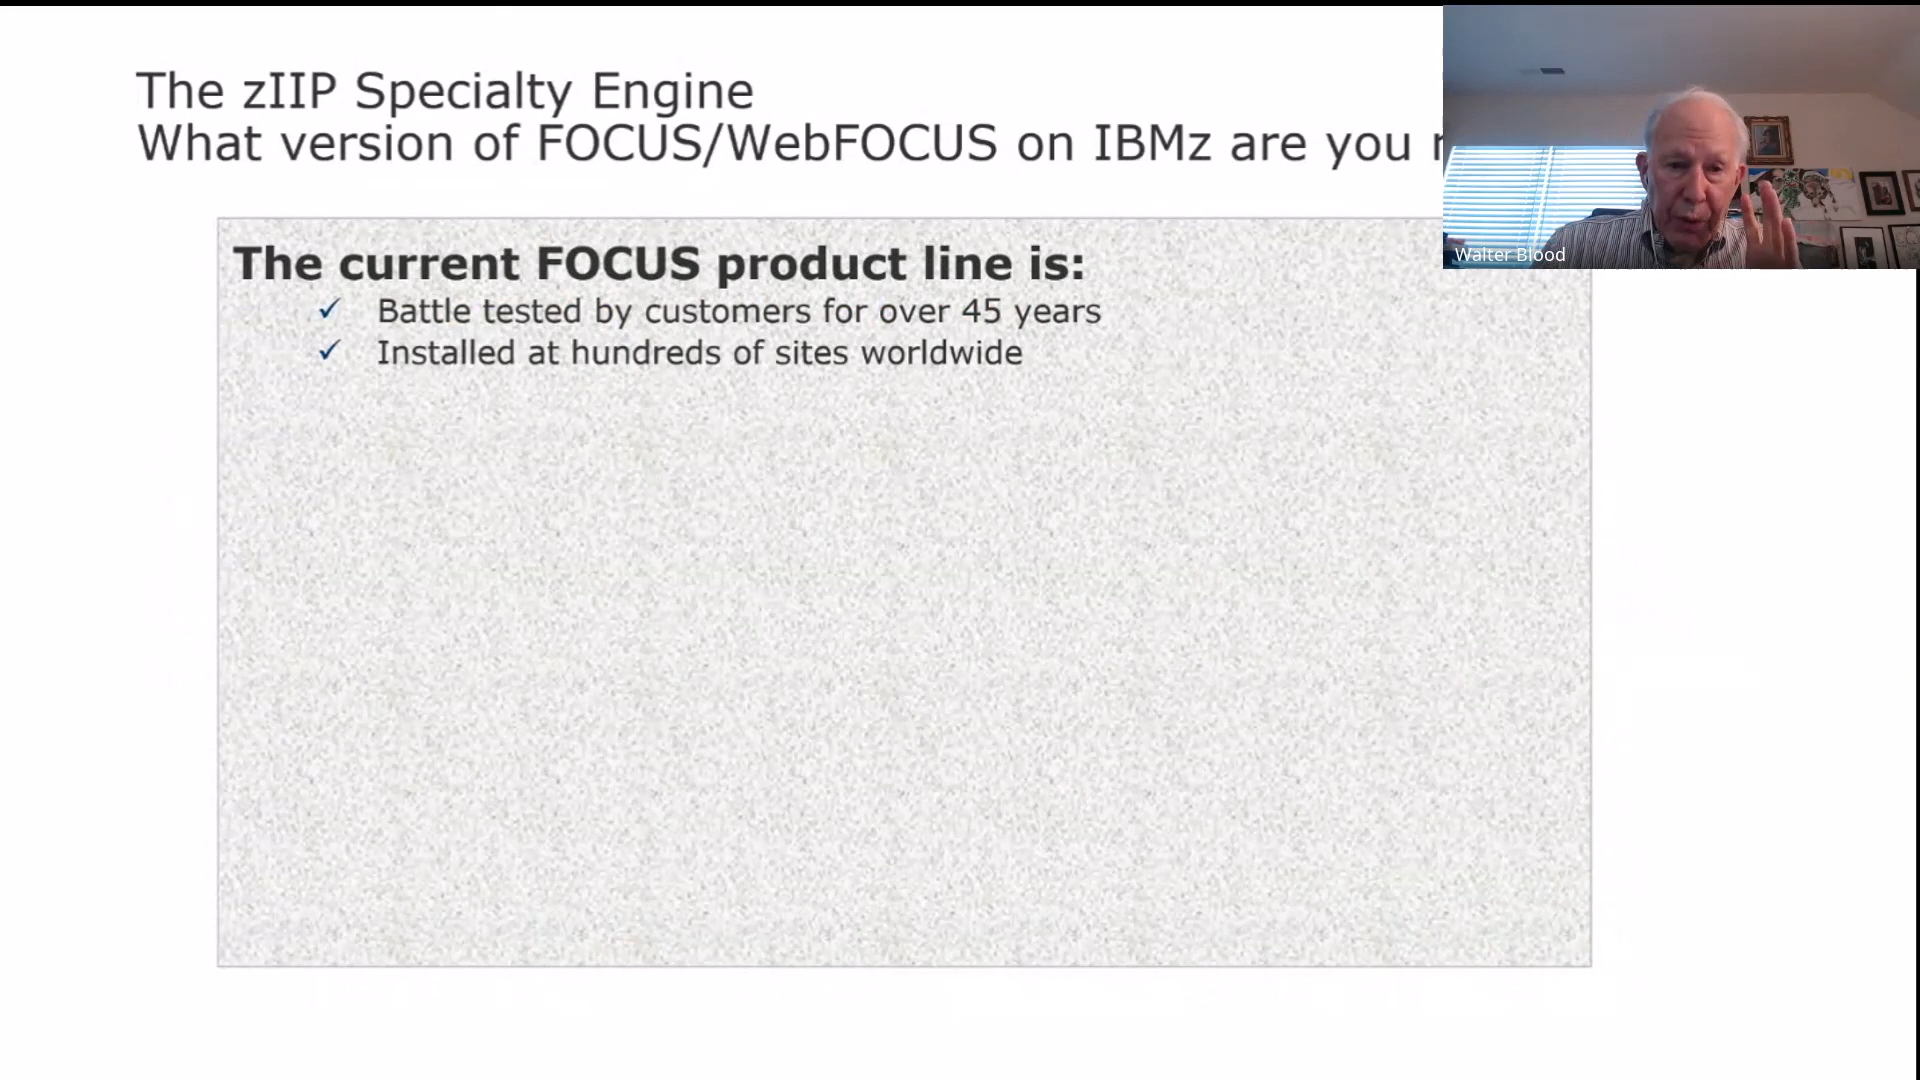 The zIIP Specialty Engine
What version of FOCUS/WebFOCUS on IBMz are you
The current FOCUS product line is:
✓ Battle tested by customers for over 45 years
✓ Installed at hundreds of sites worldwide
Walter Blood